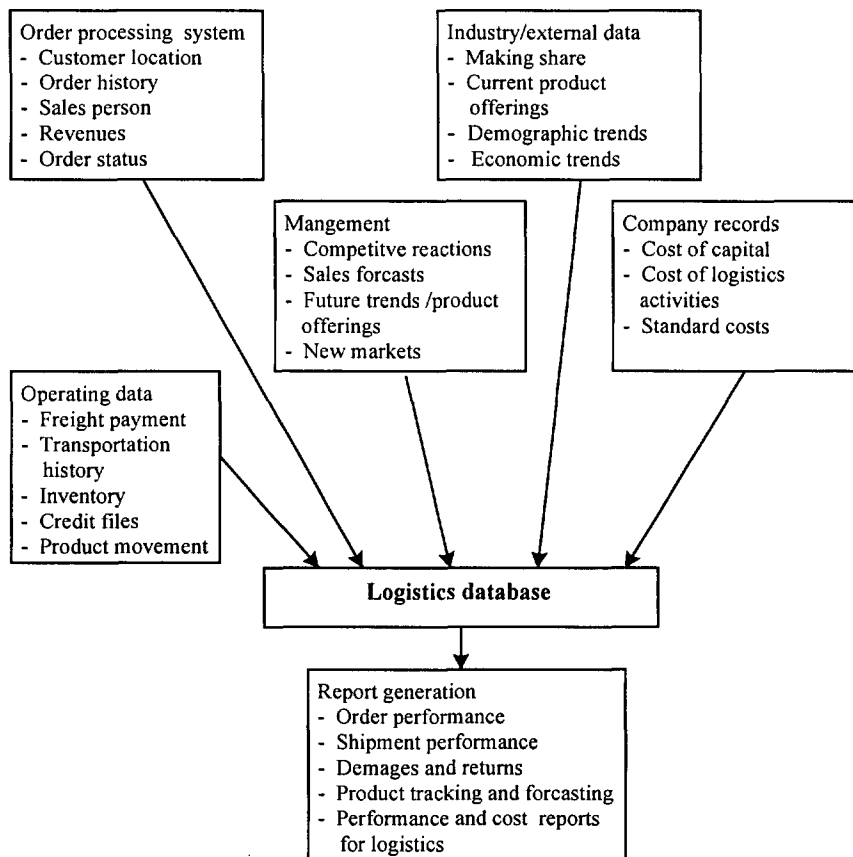 Order processing system
- Customer location
- Order history
- Sales person
- Revenues
- Order status
Industry/external data
- Making share
- Current product
offerings
- Demographic trends
- Economic trends
Mangement
- Competitve reactions
- Sales forcasts
- Future trends /product
offerings
- New markets
Company records
- Cost of capital
- Cost of logistics
activities
- Standard costs
Operating data
- Freight payment
- Transportation
history
- Inventory
- Credit files
- Product movement
Logistics database
Report generation
- Order performance
- Shipment performance
- Demages and returns
- Product tracking and forcasting
- Performance and cost reports
for logistics